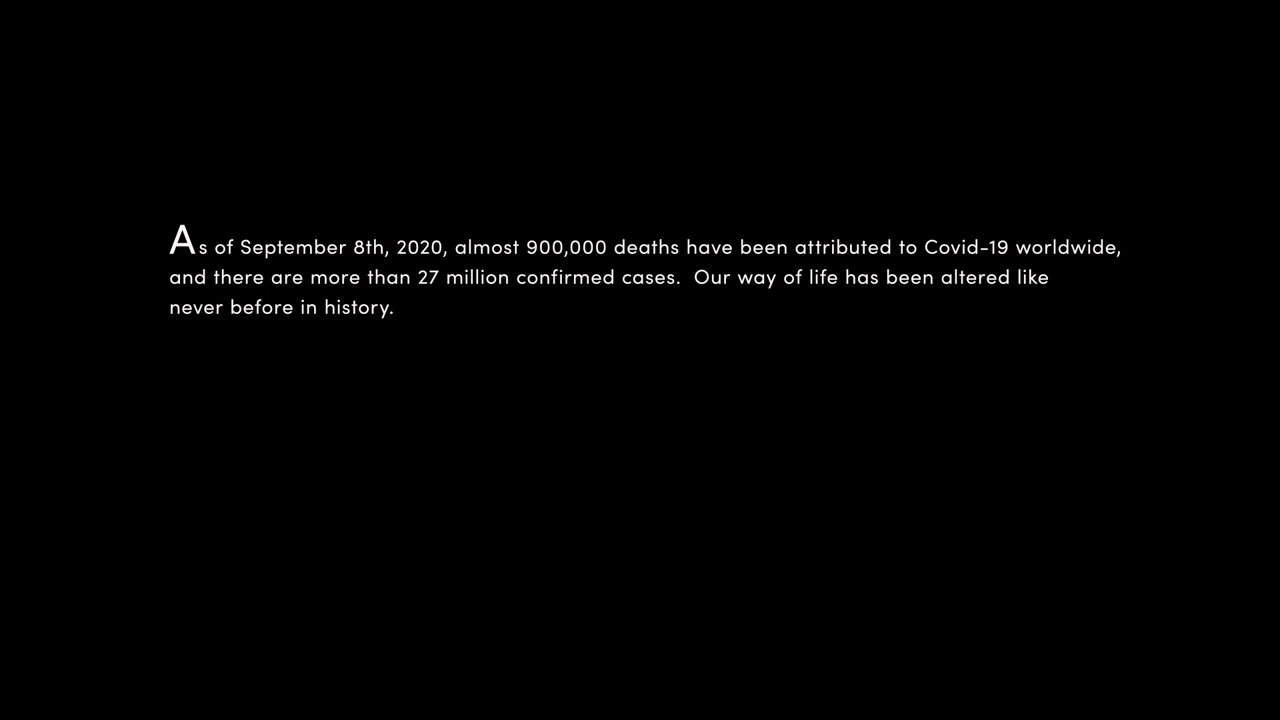 As of September 8th, 2020, almost 900,000 deaths have been attributed to Covid-19 worldwide,
and there are more than 27 million confirmed cases.  Our way of life has been altered like
never before in history.